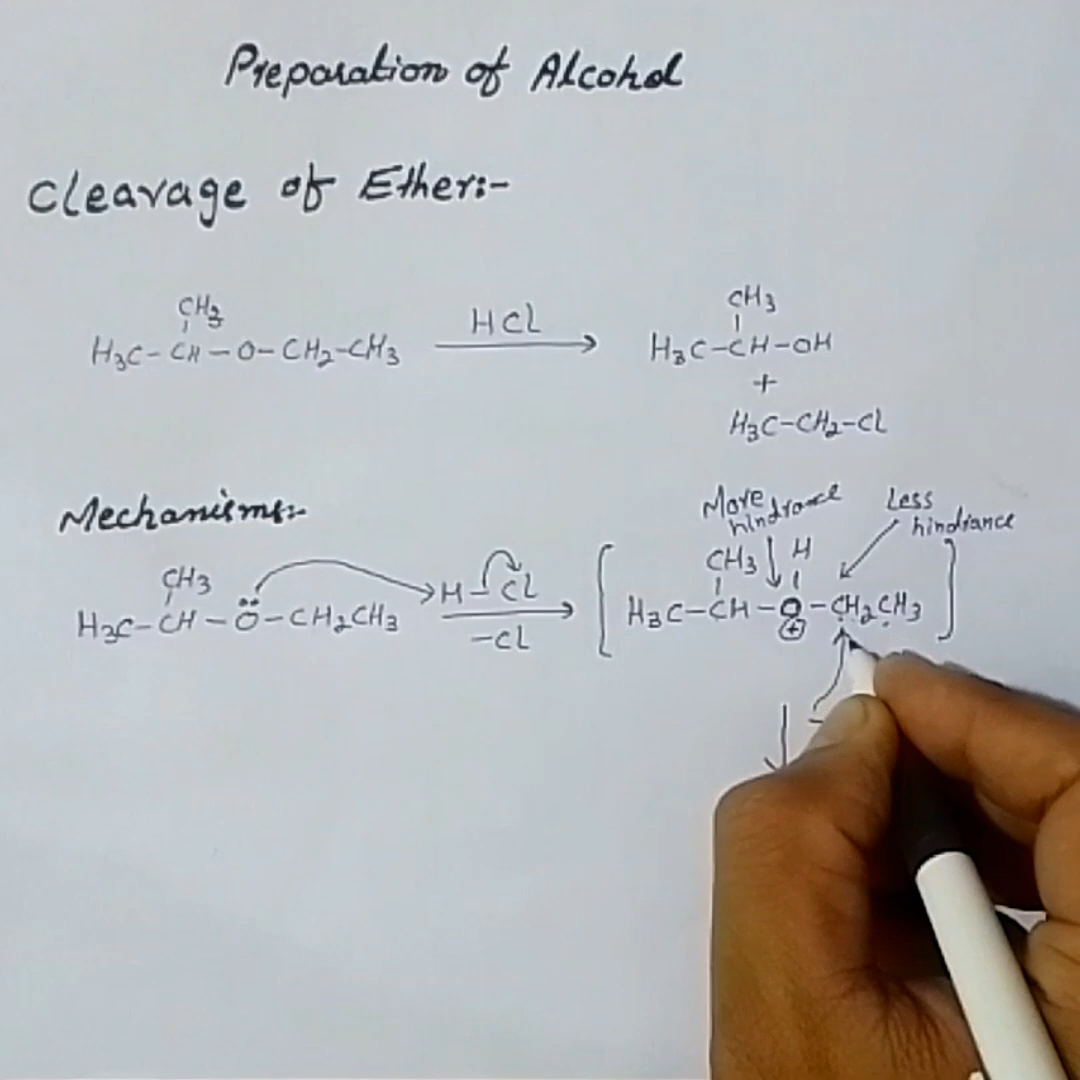 Preparation of Alcohol
Cleavage of Ether:-
CH3
H3C-CH-O-CH2-CH3
HCl
CH3
H3C-CH-OH
+
H3C-CH2-Cl
Mechanism:-
CH3
H3C-CH-Ö-CH2CH3
H-Cl
-Cl
More hindrance
Less hindrance
CH3 H
[H3C-CH-O-CH2CH3]
⊕